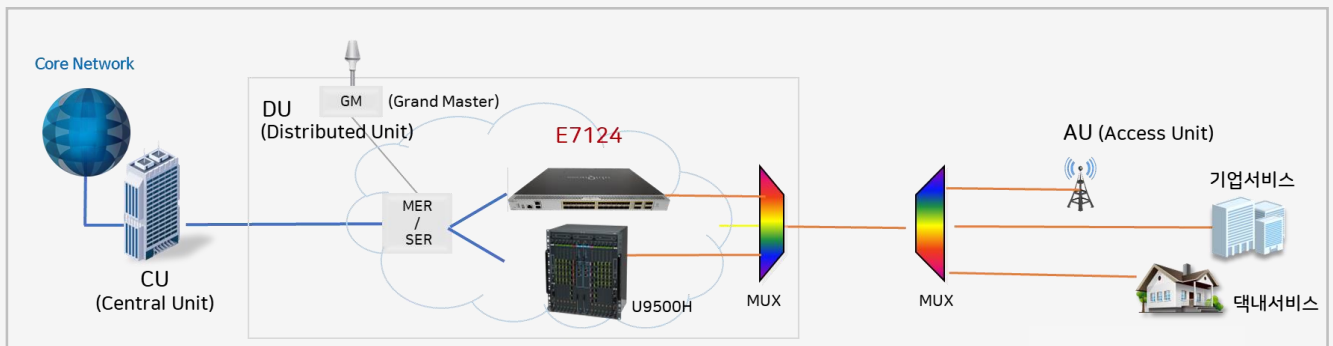 Core Network
CU
(Central Unit)
DU
(Distributed Unit)
GM
(Grand Master)
MER
/
SER
E7124
U9500H
MUX
MUX
AU (Access Unit)
기업서비스
댁내서비스